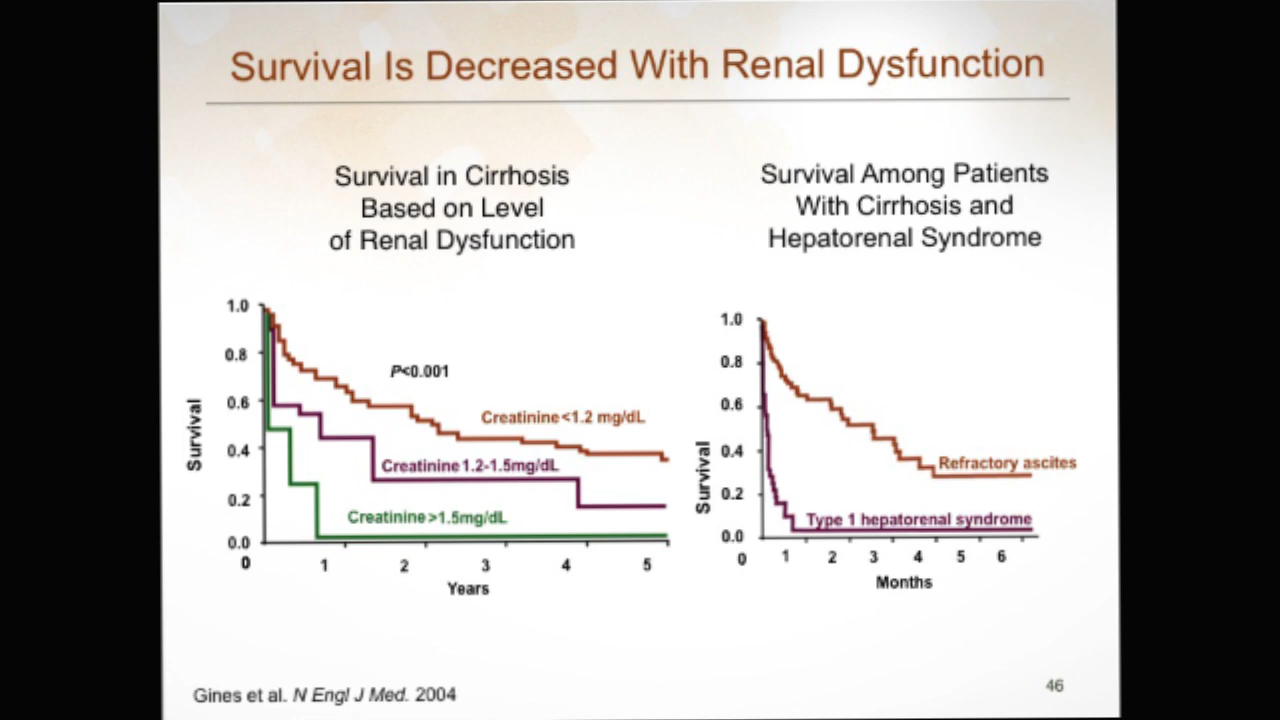 Survival Is Decreased With Renal Dysfunction
Survival in Cirrhosis
Based on Level
of Renal Dysfunction
1.0
0.8
0.6
0.4
0.2
0.0
Survival
P<0.001
Creatinine <1.2 mg/dL
Creatinine 1.2-1.5mg/dL
Creatinine >1.5mg/dL
0 1 2 3 4 5
Years
Survival Among Patients
With Cirrhosis and
Hepatorenal Syndrome
1.0
0.8
0.6
0.4
0.2
0.0
Survival
Refractory ascites
Type 1 hepatorenal syndrome
0 1 2 3 4 5 6
Months
Gines et al. N Engl J Med. 2004
46